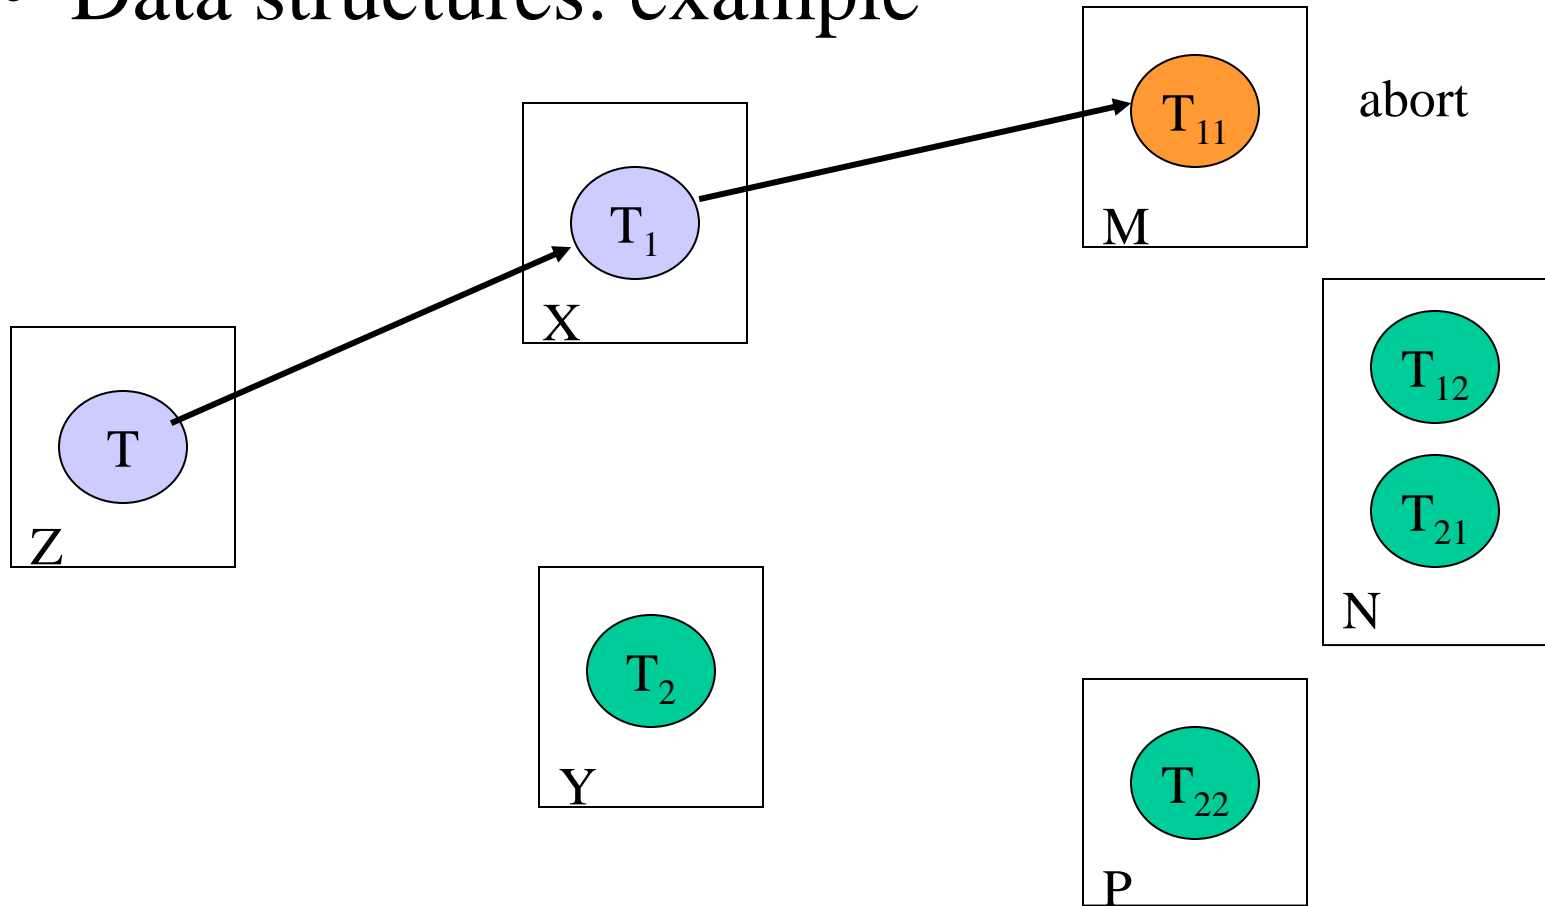 • Data structures: example
T₁₁
abort
M
T₁
X
T₁₂
T
T₂₁
Z
N
T₂
Y
T₂₂
P